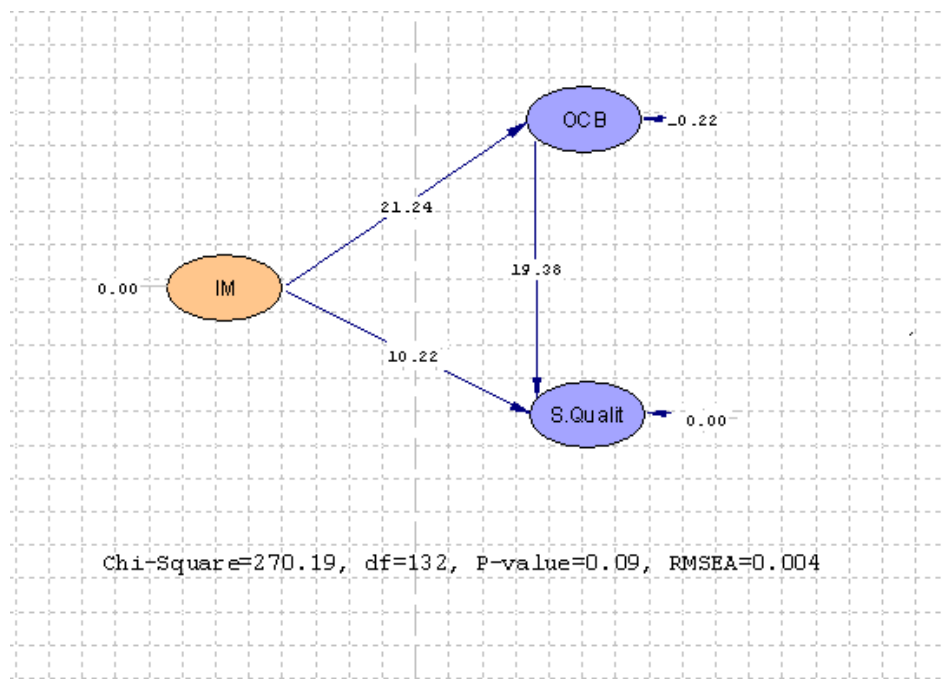 OCB
_0.22
21.24
19.38
0.00
IM
10.22
S.Qualit
0.00
Chi-Square=270.19, df=132, P-value=0.09, RMSEA=0.004